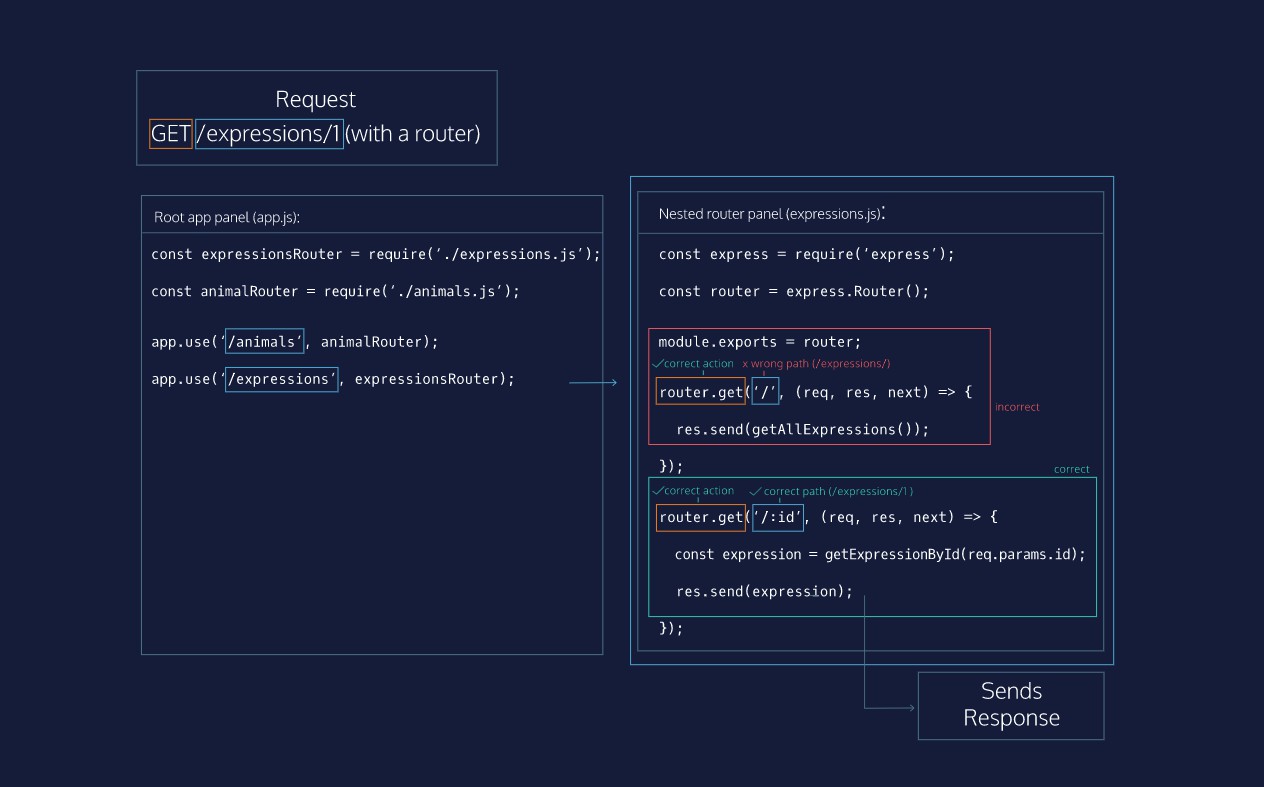 Request
GET /expressions/1 (with a router)
Root app panel (app.js):
const expressionsRouter = require(‘./expressions.js’);
const animalRouter = require(‘./animals.js’);
app.use(‘/animals’, animalRouter);
app.use(‘/expressions’, expressionsRouter);
Nested router panel (expressions.js):
const express = require(‘express’);
const router = express.Router();
module.exports = router;
✓correct action x wrong path (/expressions/)
router.get(‘/’, (req, res, next) => {
incorrect
res.send(getAllExpressions());
});
correct
✓correct action ✓ correct path (/expressions/1 )
router.get(‘/:id’, (req, res, next) => {
const expression = getExpressionById(req.params.id);
res.send(expression);
});
Sends
Response